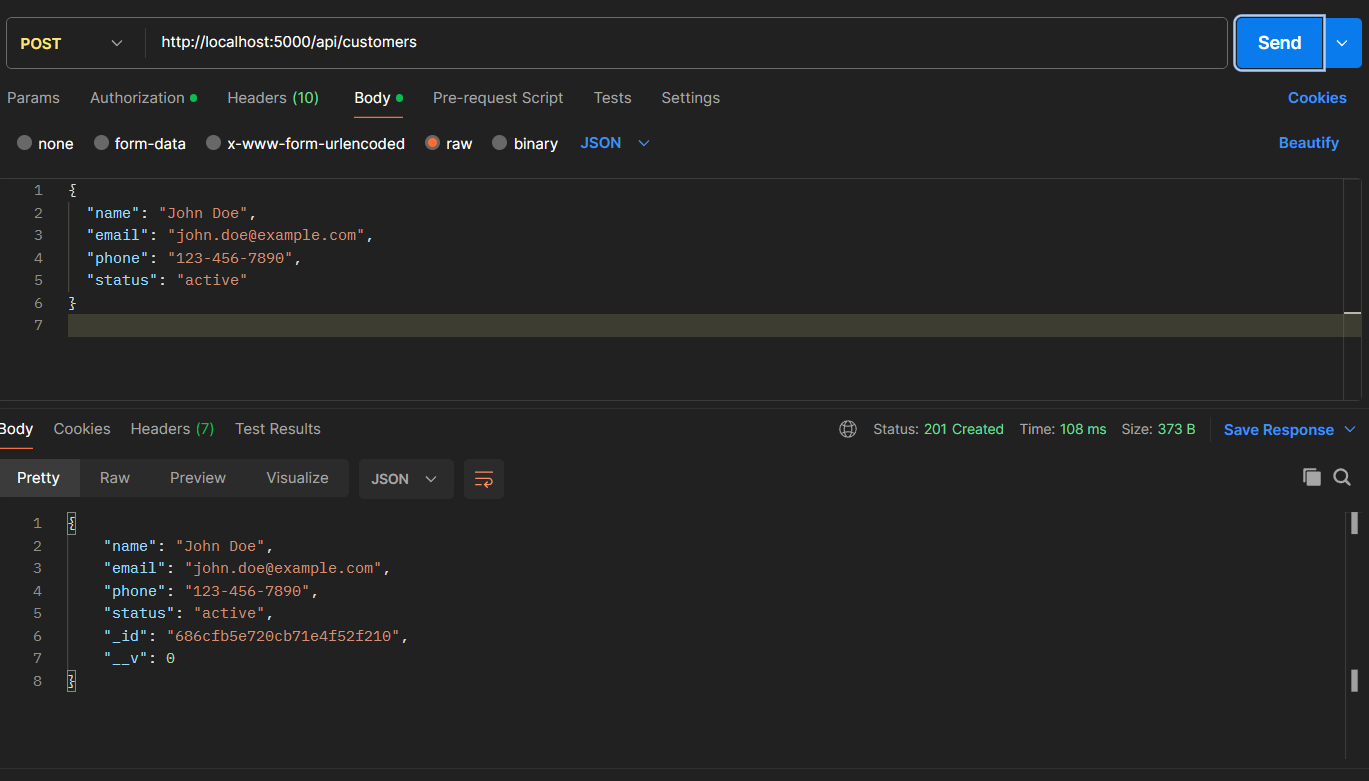 POST http://localhost:5000/api/customers Send
Params Authorization Headers (10) Body Pre-request Script Tests Settings Cookies
none form-data x-www-form-urlencoded raw binary JSON Beautify
1 {
2 "name": "John Doe",
3 "email": "john.doe@example.com",
4 "phone": "123-456-7890",
5 "status": "active"
6 }
7
Body Cookies Headers (7) Test Results Status: 201 Created Time: 108 ms Size: 373 B Save Response
Pretty Raw Preview Visualize JSON
1 {
2 "name": "John Doe",
3 "email": "john.doe@example.com",
4 "phone": "123-456-7890",
5 "status": "active",
6 "_id": "686cfb5e720cb71e4f52f210",
7 "__v": 0
8 }